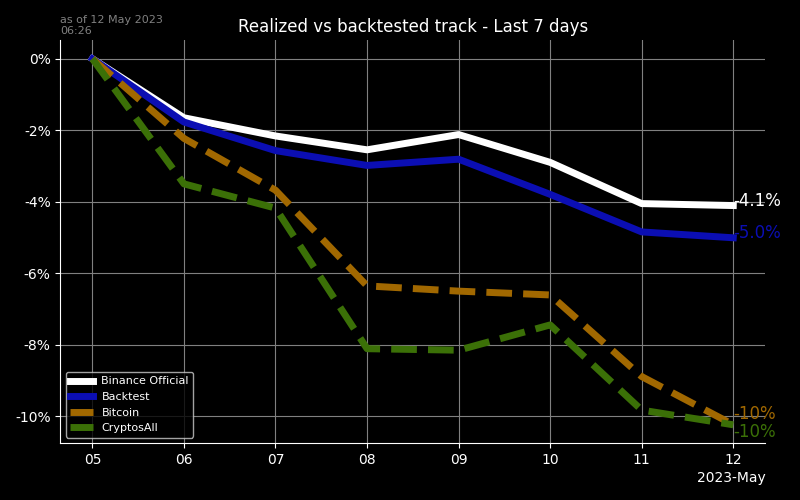 as of 12 May 2023
06:26
Realized vs backtested track - Last 7 days
0%
-2%
-4%
-6%
-8%
-10%
-4.1%
-5.0%
-10%
-10%
Binance Official
Backtest
Bitcoin
CryptosAll
05 06 07 08 09 10 11 12
2023-May